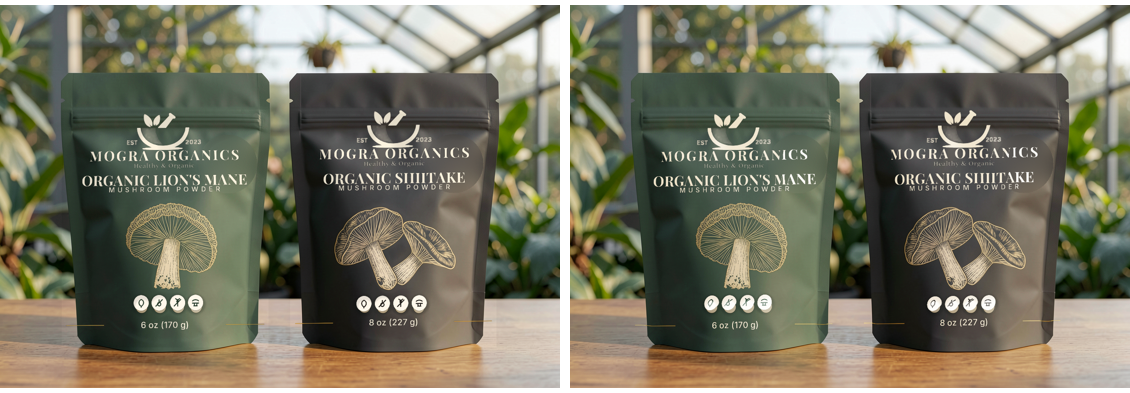 EST 2023
MOGRA ORGANICS
Healthy & Organic
ORGANIC LION'S MANE
MUSHROOM POWDER
6 oz (170 g)
EST 2023
MOGRA ORGANICS
Healthy & Organic
ORGANIC SHIITAKE
MUSHROOM POWDER
8 oz (227 g)
EST 2023
MOGRA ORGANICS
Healthy & Organic
ORGANIC LION'S MANE
MUSHROOM POWDER
6 oz (170 g)
EST 2023
MOGRA ORGANICS
Healthy & Organic
ORGANIC SHIITAKE
MUSHROOM POWDER
8 oz (227 g)